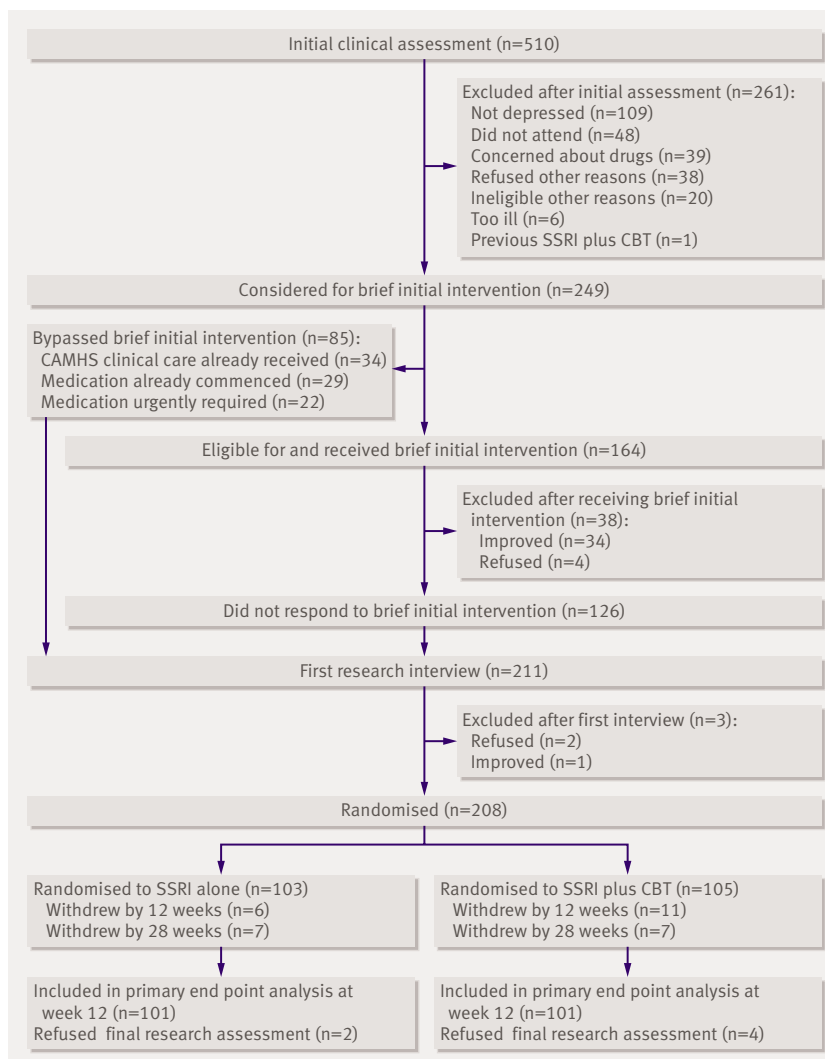 Initial clinical assessment (n=510)
Excluded after initial assessment (n=261):
Not depressed (n=109)
Did not attend (n=48)
Concerned about drugs (n=39)
Refused other reasons (n=38)
Ineligible other reasons (n=20)
Too ill (n=6)
Previous SSRI plus CBT (n=1)
Considered for brief initial intervention (n=249)
Bypassed brief initial intervention (n=85):
CAMHS clinical care already received (n=34)
Medication already commenced (n=29)
Medication urgently required (n=22)
Eligible for and received brief initial intervention (n=164)
Excluded after receiving brief initial
intervention (n=38):
Improved (n=34)
Refused (n=4)
Did not respond to brief initial intervention (n=126)
First research interview (n=211)
Excluded after first interview (n=3):
Refused (n=2)
Improved (n=1)
Randomised (n=208)
Randomised to SSRI alone (n=103)
Withdrew by 12 weeks (n=6)
Withdrew by 28 weeks (n=7)
Randomised to SSRI plus CBT (n=105)
Withdrew by 12 weeks (n=11)
Withdrew by 28 weeks (n=7)
Included in primary end point analysis at
week 12 (n=101)
Refused final research assessment (n=2)
Included in primary end point analysis at
week 12 (n=101)
Refused final research assessment (n=4)